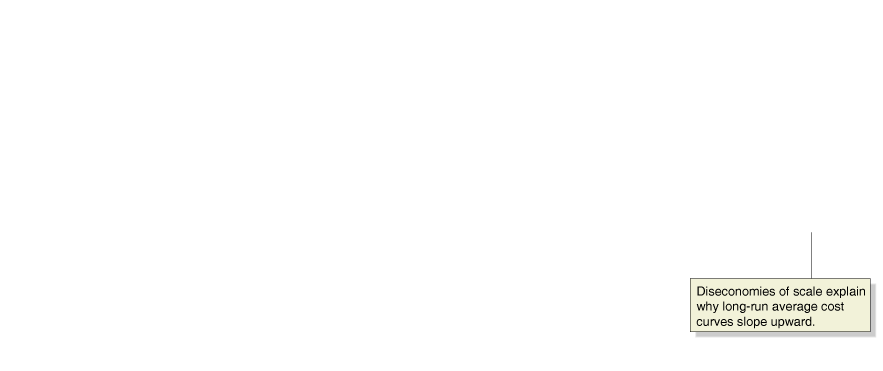 Diseconomies of scale explain
why long-run average cost
curves slope upward.